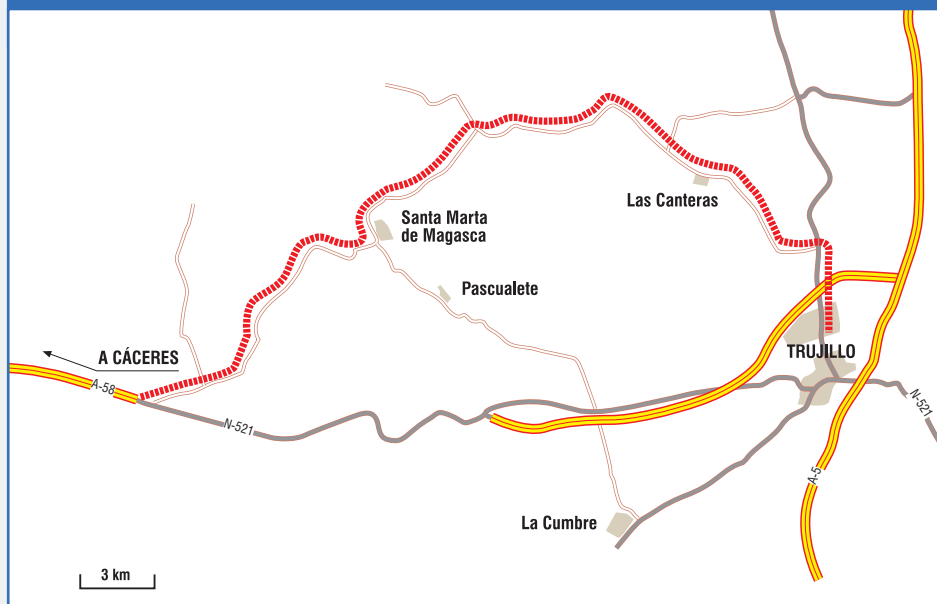 Las Canteras
Santa Marta
de Magasca
Pascualete
A CÁCERES
TRUJILLO
A-58
N-521
N-521
A-5
La Cumbre
3 km